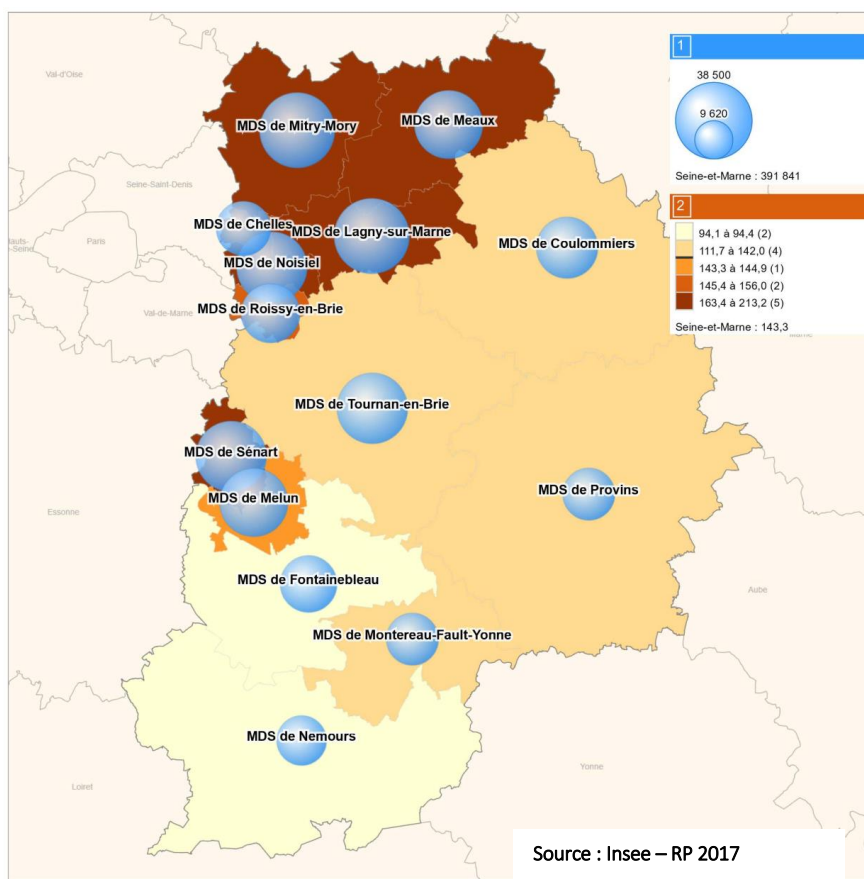 Val-d'Oise
1
38 500
9 620
Seine-et-Marne : 391 841
MDS de Mitry-Mory
MDS de Meaux
Seine-Saint-Denis
2
94,1 à 94,4 (2)
111,7 à 142,0 (4)
143,3 à 144,9 (1)
145,4 à 156,0 (2)
163,4 à 213,2 (5)
Seine-et-Marne : 143,3
MDS de Chelles
MDS de Lagny-sur-Marne
Paris
MDS de Coulommiers
MDS de Noisiel
Val-de-Marne
MDS de Roissy-en-Brie
MDS de Tournan-en-Brie
MDS de Sénart
MDS de Melun
MDS de Provins
Essonne
MDS de Fontainebleau
Aube
MDS de Montereau-Fault-Yonne
MDS de Nemours
Loiret
Yonne
Source : Insee – RP 2017